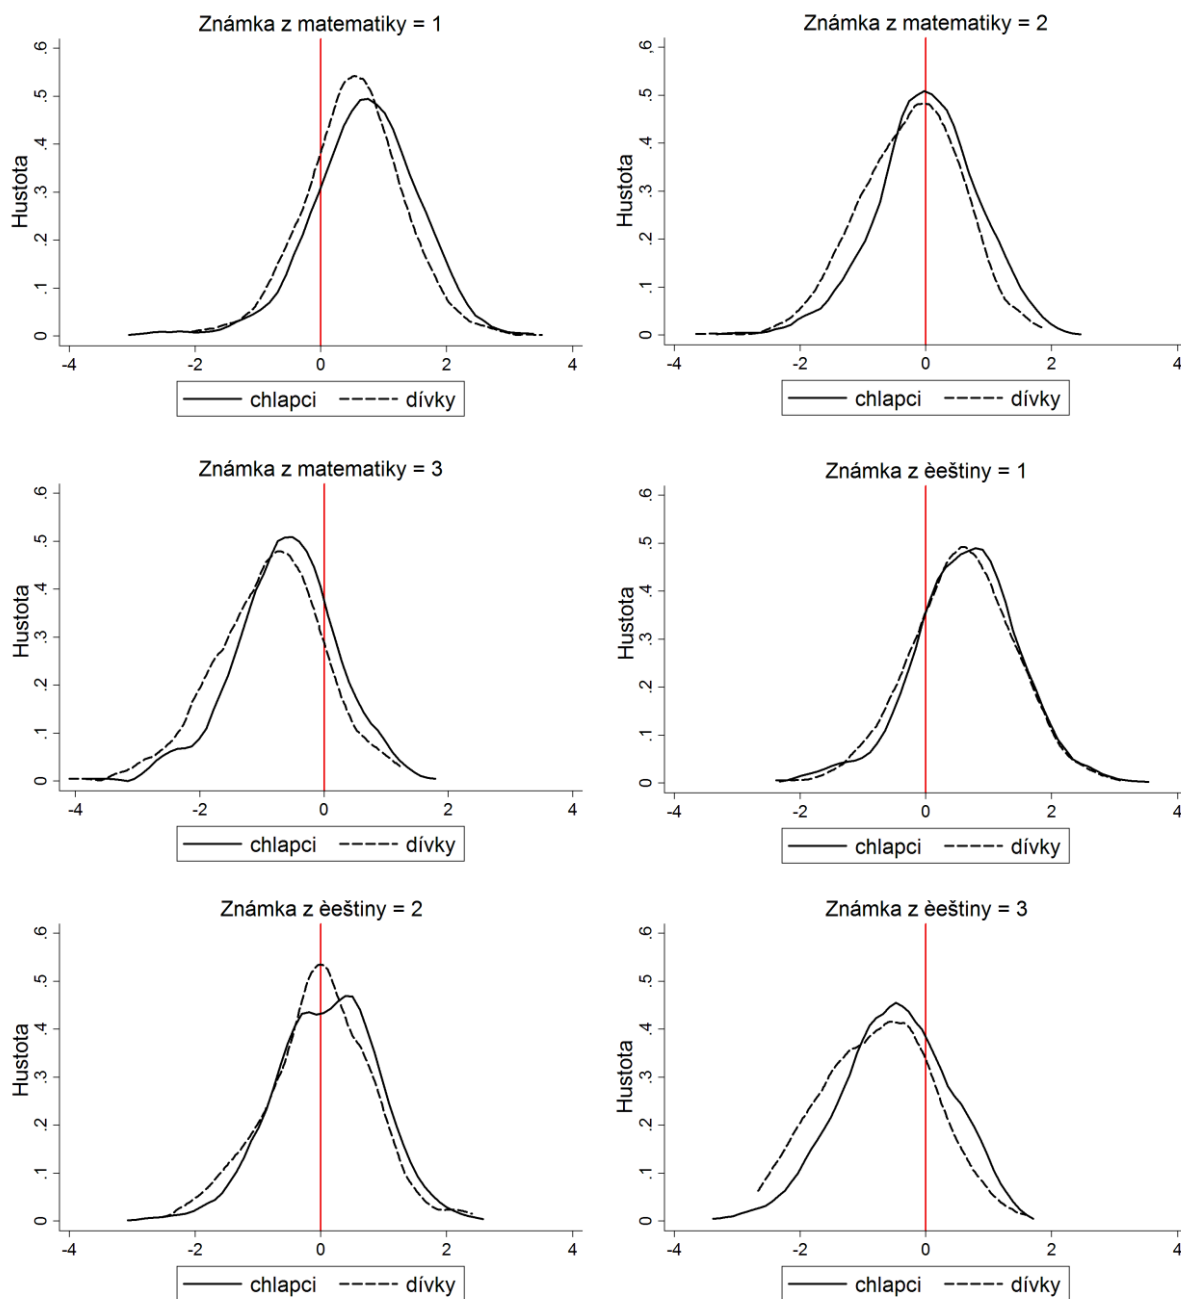 Známka z matematiky = 1
Hustota
0 .1 .2 .3 .4 .5 .6
-4 -2 0 2 4
chlapci dívky
Známka z matematiky = 2
Hustota
0 .1 .2 .3 .4 .5 .6
-4 -2 0 2 4
chlapci dívky
Známka z matematiky = 3
Hustota
0 .1 .2 .3 .4 .5 .6
-4 -2 0 2 4
chlapci dívky
Známka z èeštiny = 1
Hustota
0 .1 .2 .3 .4 .5 .6
-4 -2 0 2 4
chlapci dívky
Známka z èeštiny = 2
Hustota
0 .1 .2 .3 .4 .5 .6
-4 -2 0 2 4
chlapci dívky
Známka z èeštiny = 3
Hustota
0 .1 .2 .3 .4 .5 .6
-4 -2 0 2 4
chlapci dívky